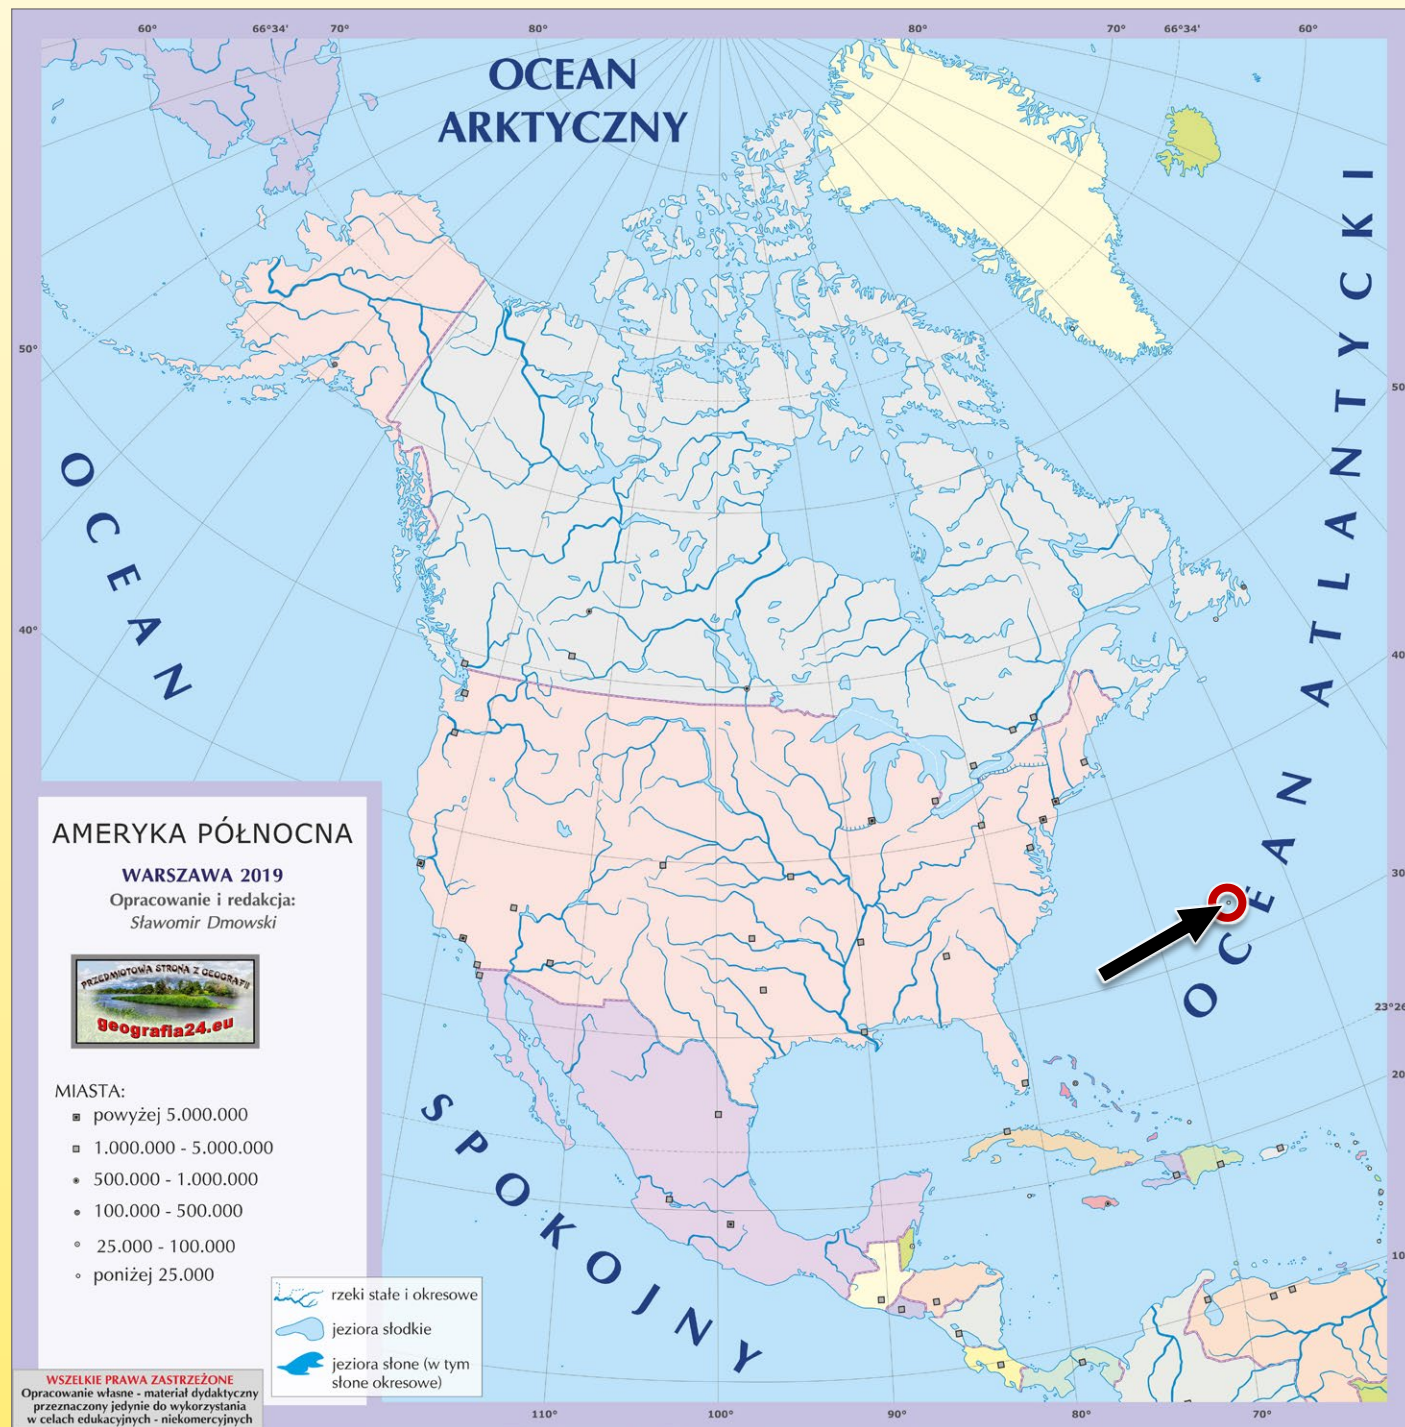 60°
66°34'
70°
80°
80°
70°
66°34'
60°
OCEAN
ARKTYCZNY
OCEAN ATLANTYCKI
50°
40°
OCEAN
SPOKOJNY
50
40
30
23°26
20
10
AMERYKA PÓŁNOCNA
WARSZAWA 2019
Opracowanie i redakcja:
Sławomir Dmowski
PRZEDMIOTOWA STRONA Z GEOGRAFII
geografia24.eu
MIASTA:
powyżej 5.000.000
1.000.000 - 5.000.000
500.000 - 1.000.000
100.000 - 500.000
25.000 - 100.000
poniżej 25.000
rzeki stałe i okresowe
jeziora słodkie
jeziora słone (w tym
słone okresowe)
WSZELKIE PRAWA ZASTRZEŻONE
Opracowanie własne - materiał dydaktyczny
przeznaczony jedynie do wykorzystania
w celach edukacyjnych - niekomercyjnych
110°
100°
90°
80°
70°